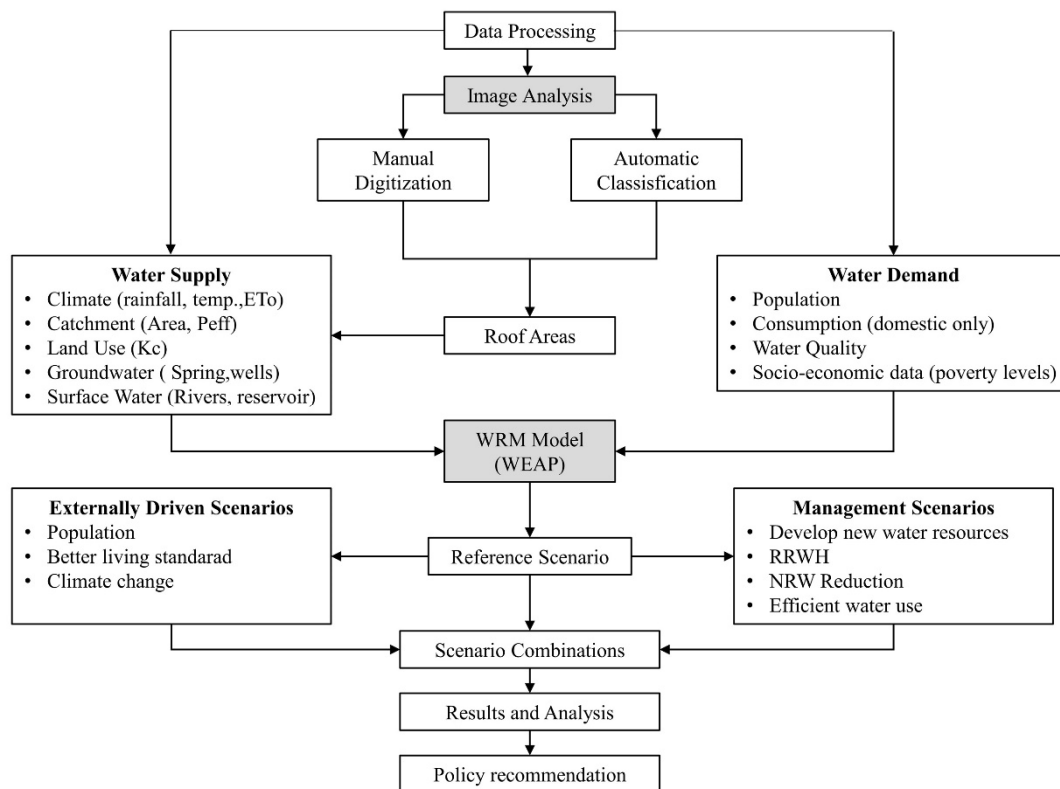 Data Processing
Image Analysis
Manual
Digitization
Automatic
Classisfication
Water Supply
• Climate (rainfall, temp.,ETo)
• Catchment (Area, Peff)
• Land Use (Kc)
• Groundwater ( Spring,wells)
• Surface Water (Rivers, reservoir)
Roof Areas
Water Demand
• Population
• Consumption (domestic only)
• Water Quality
• Socio-economic data (poverty levels)
WRM Model
(WEAP)
Externally Driven Scenarios
• Population
• Better living standarad
• Climate change
Reference Scenario
Management Scenarios
• Develop new water resources
• RRWH
• NRW Reduction
• Efficient water use
Scenario Combinations
Results and Analysis
Policy recommendation